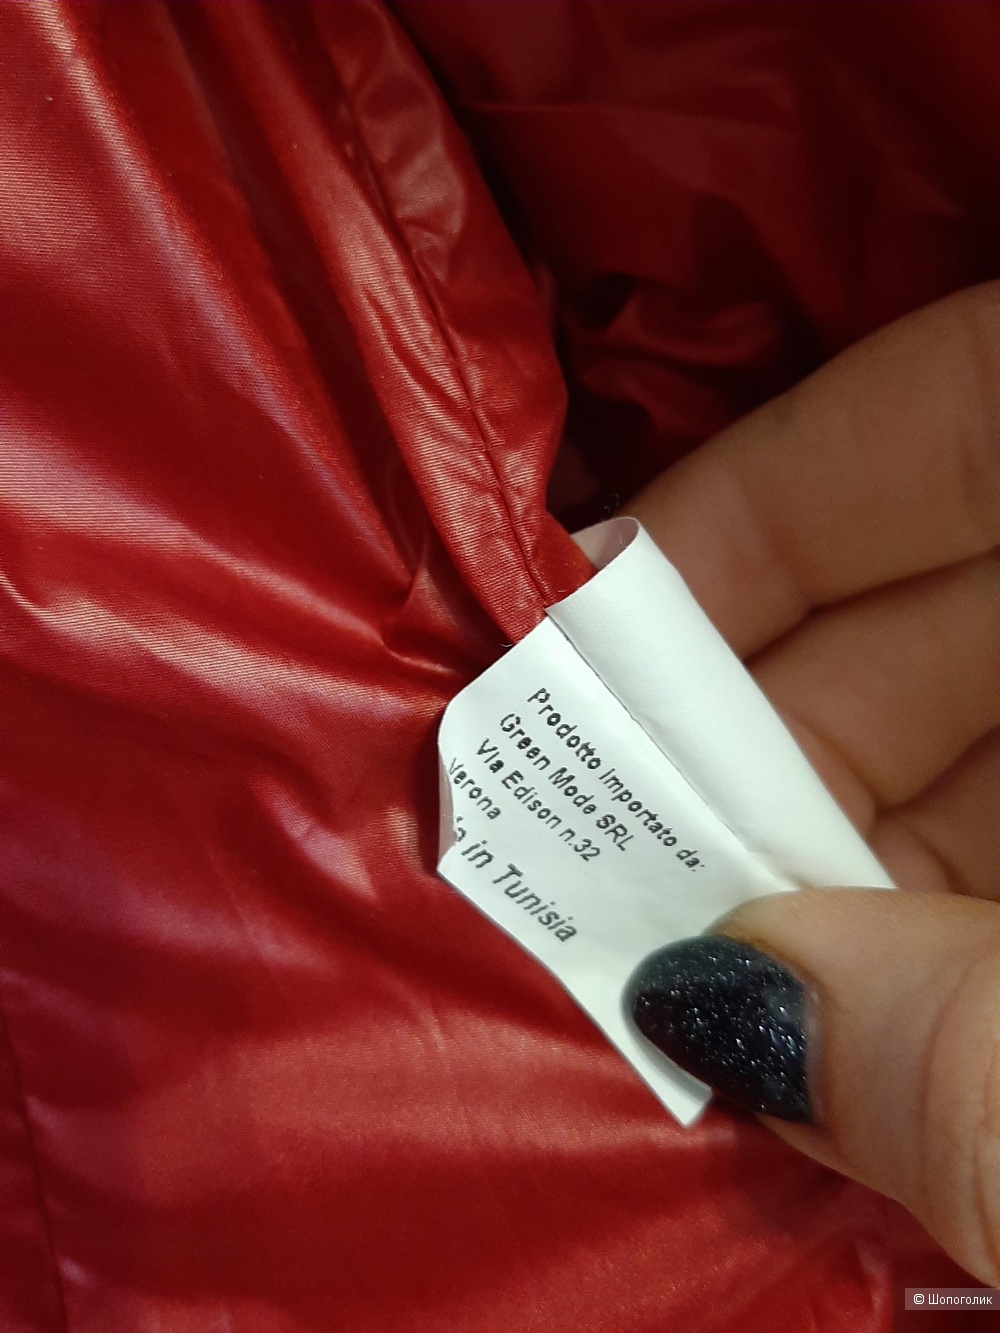 Prodotto importato da:
Green Mode SRL
Via Edison n.32
Verona
in Tunisia
© Шопоголик